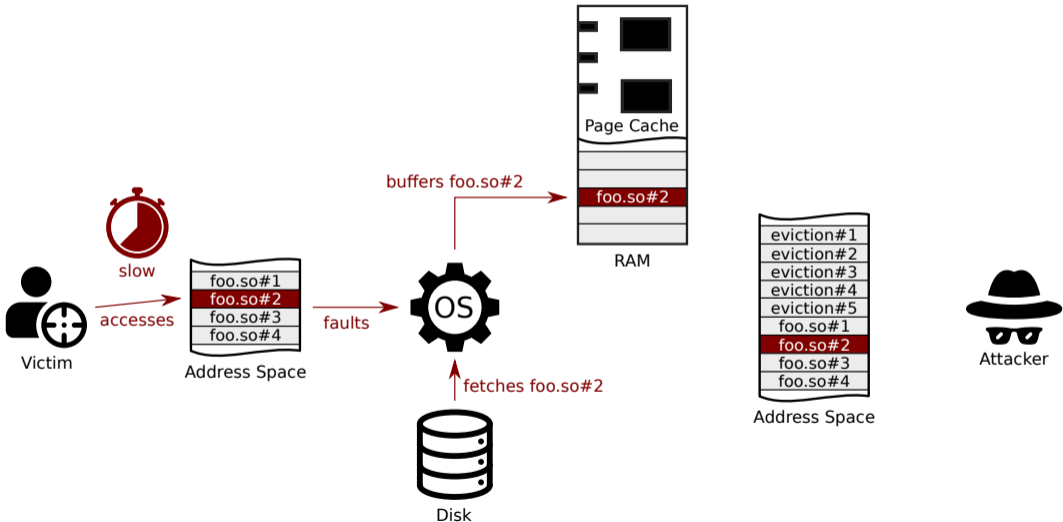 Page Cache
buffers foo.so#2
foo.so#2
RAM
slow
accesses
Victim
foo.so#1
foo.so#2
foo.so#3
foo.so#4
Address Space
faults
OS
fetches foo.so#2
Disk
eviction#1
eviction#2
eviction#3
eviction#4
eviction#5
foo.so#1
foo.so#2
foo.so#3
foo.so#4
Address Space
Attacker